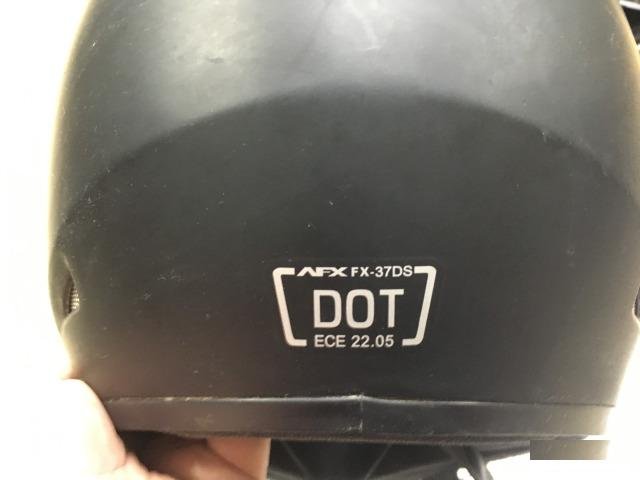 AFX FX-37DS
DOT
ECE 22.05